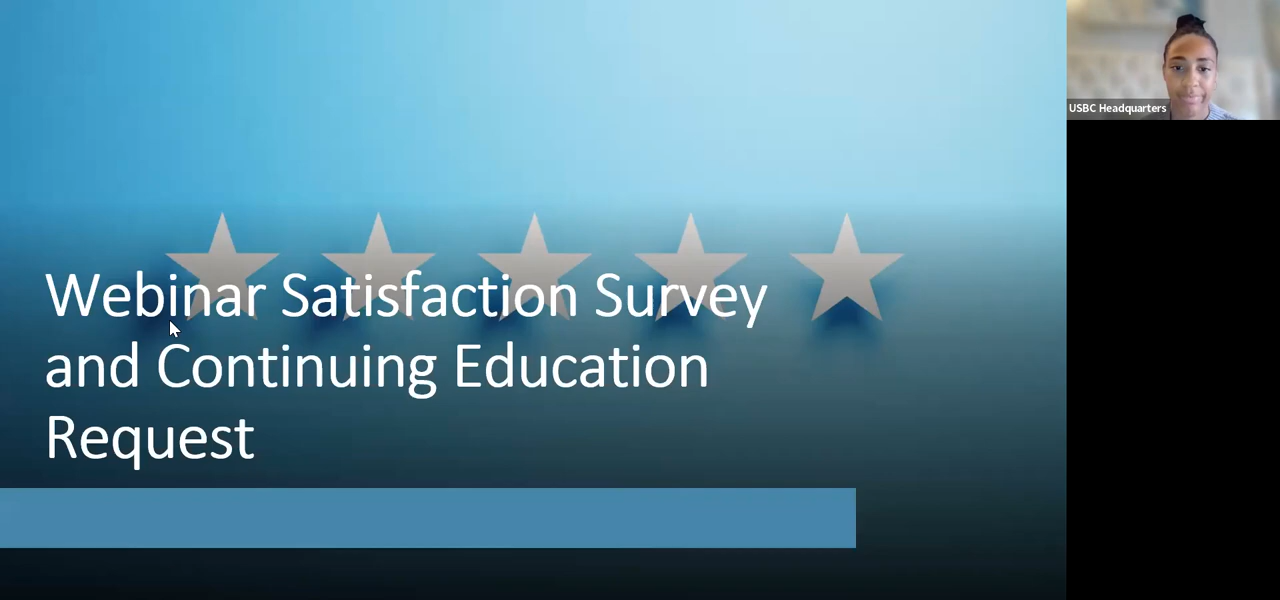 Webinar Satisfaction Survey
and Continuing Education
Request
USBC Headquarters